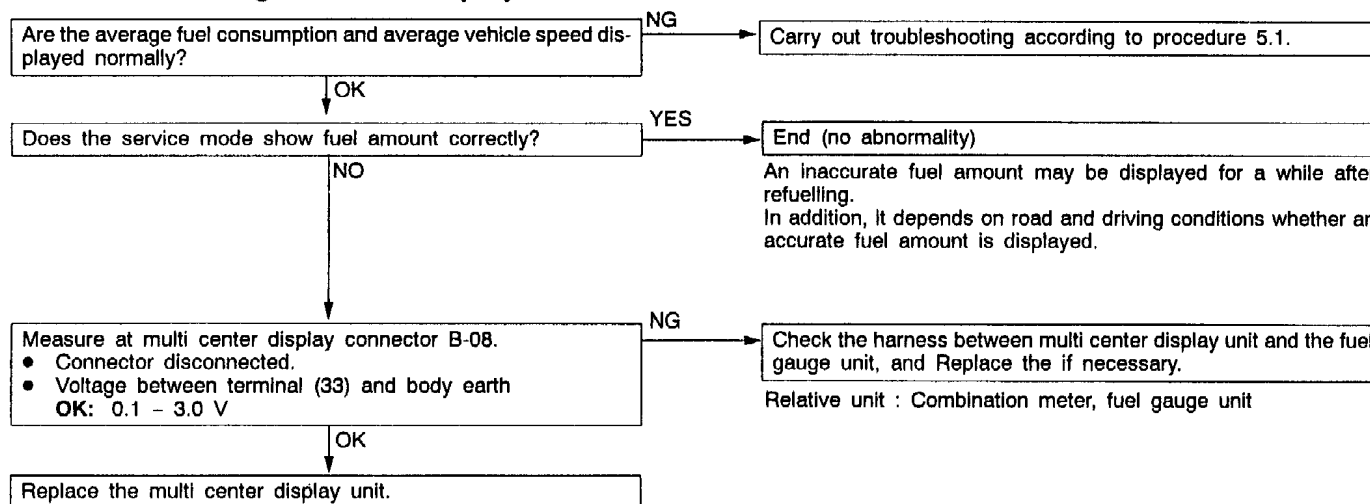 Are the average fuel consumption and average vehicle speed dis-
played normally?
NG
Carry out troubleshooting according to procedure 5.1.
OK
Does the service mode show fuel amount correctly?
YES
End (no abnormality)
An inaccurate fuel amount may be displayed for a while after
refuelling.
In addition, it depends on road and driving conditions whether an
accurate fuel amount is displayed.
NO
Measure at multi center display connector B-08.
● Connector disconnected.
● Voltage between terminal (33) and body earth
OK: 0.1 – 3.0 V
NG
Check the harness between multi center display unit and the fuel
gauge unit, and Replace the if necessary.
Relative unit : Combination meter, fuel gauge unit
OK
Replace the multi center display unit.